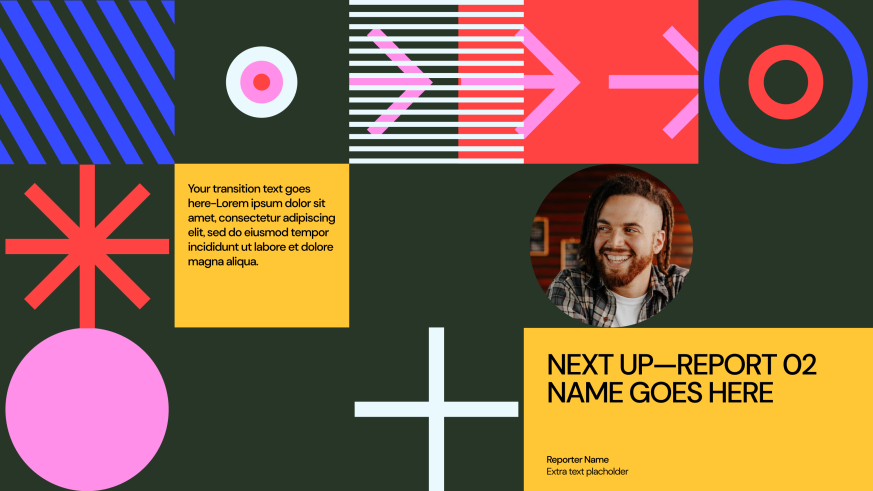 Your transition text goes
here–Lorem ipsum dolor sit
amet, consectetur adipiscing
elit, sed do eiusmod tempor
incididunt ut labore et dolore
magna aliqua.
NEXT UP—REPORT 02
NAME GOES HERE
Reporter Name
Extra text placholder